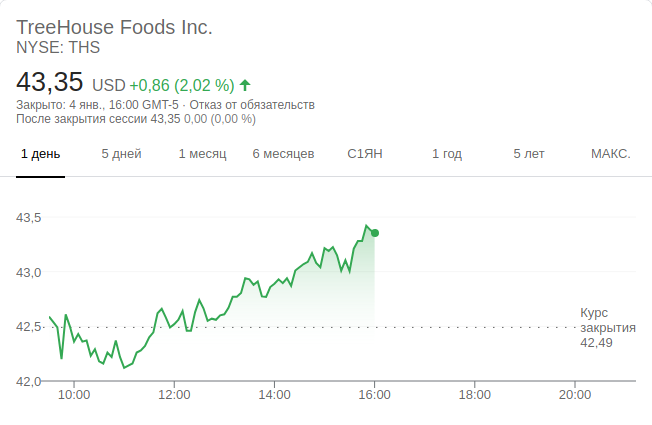 TreeHouse Foods Inc.
NYSE: THS
43,35 USD +0,86 (2,02 %)
Закрыто: 4 янв., 16:00 GMT-5 · Отказ от обязательств
После закрытия сессии 43,35 0,00 (0,00 %)
1 день 5 дней 1 месяц 6 месяцев С1ЯН 1 год 5 лет МАКС.
43,5
43,0
Курс
42,5 закрытия
42,49
42,0
10:00 12:00 14:00 16:00 18:00 20:00